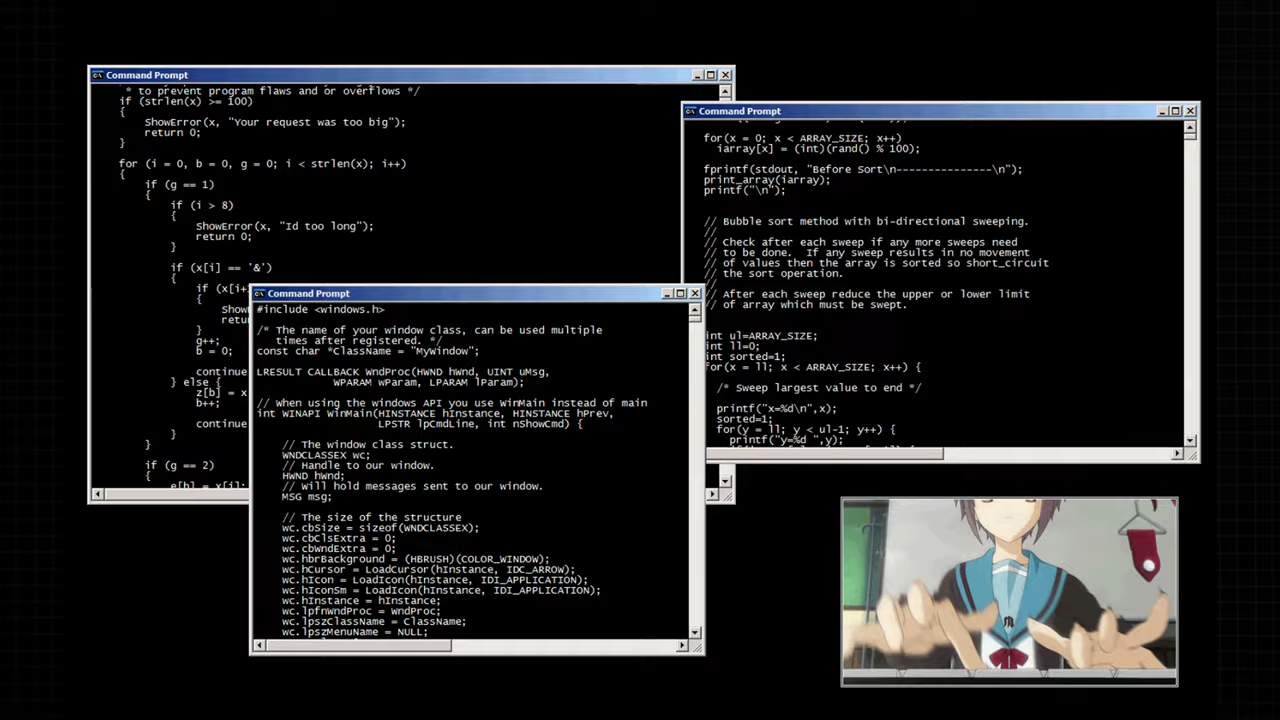 Command Prompt
* to prevent program flaws and or overflows */
if (strlen(x) >= 100)
{
ShowError(x, "Your request was too big");
return 0;
}
for (i = 0, b = 0, g = 0; i < strlen(x); i++)
{
if (g == 1)
{
if (i > 8)
{
ShowError(x, "Id too long");
return 0;
}
if (x[i] == '&')
{
if (x[i+
{
Show
retu
}
g++;
b = 0;
continue
} else {
z[b] = x
b++;
continue
}
}
if (g == 2)
{
e[b] = x[i];
Command Prompt
#include <windows.h>
/* The name of your window class, can be used multiple
times after registered. */
const char *ClassName = "MyWindow";
LRESULT CALLBACK WndProc(HWND hWnd, UINT uMsg,
WPARAM wParam, LPARAM lParam);
// When using the windows API you use WinMain instead of main
int WINAPI WinMain(HINSTANCE hInstance, HINSTANCE hPrev,
LPSTR lpCmdLine, int nShowCmd) {
// The window class struct.
WNDCLASSEX wc;
// Handle to our window.
HWND hWnd;
// Will hold messages sent to our window.
MSG msg;
// The size of the structure
wc.cbSize = sizeof(WNDCLASSEX);
wc.cbClsExtra = 0;
wc.cbWndExtra = 0;
wc.hbrBackground = (HBRUSH)(COLOR_WINDOW);
wc.hCursor = LoadCursor(hInstance, IDC_ARROW);
wc.hIcon = LoadIcon(hInstance, IDI_APPLICATION);
wc.hIconSm = LoadIcon(hInstance, IDI_APPLICATION);
wc.hInstance = hInstance;
wc.lpfnWndProc = WndProc;
wc.lpszClassName = ClassName;
wc.lpszMenuName = NULL;
Command Prompt
for(x = 0; x < ARRAY_SIZE; x++)
iarray[x] = (int)(rand() % 100);
fprintf(stdout, "Before Sort\n---------------\n");
print_array(iarray);
printf("\n");
// Bubble sort method with bi-directional sweeping.
//
// Check after each sweep if any more sweeps need
// to be done.  If any sweep results in no movement
// of values then the array is sorted so short_circuit
// the sort operation.
//
// After each sweep reduce the upper or lower limit
// of array which must be swept.
int ul=ARRAY_SIZE;
int ll=0;
int sorted=1;
for(x = ll; x < ARRAY_SIZE; x++) {
/* Sweep largest value to end */
printf("x=%d\n",x);
sorted=1;
for(y = ll; y < ul-1; y++) {
printf("y=%d ",y);